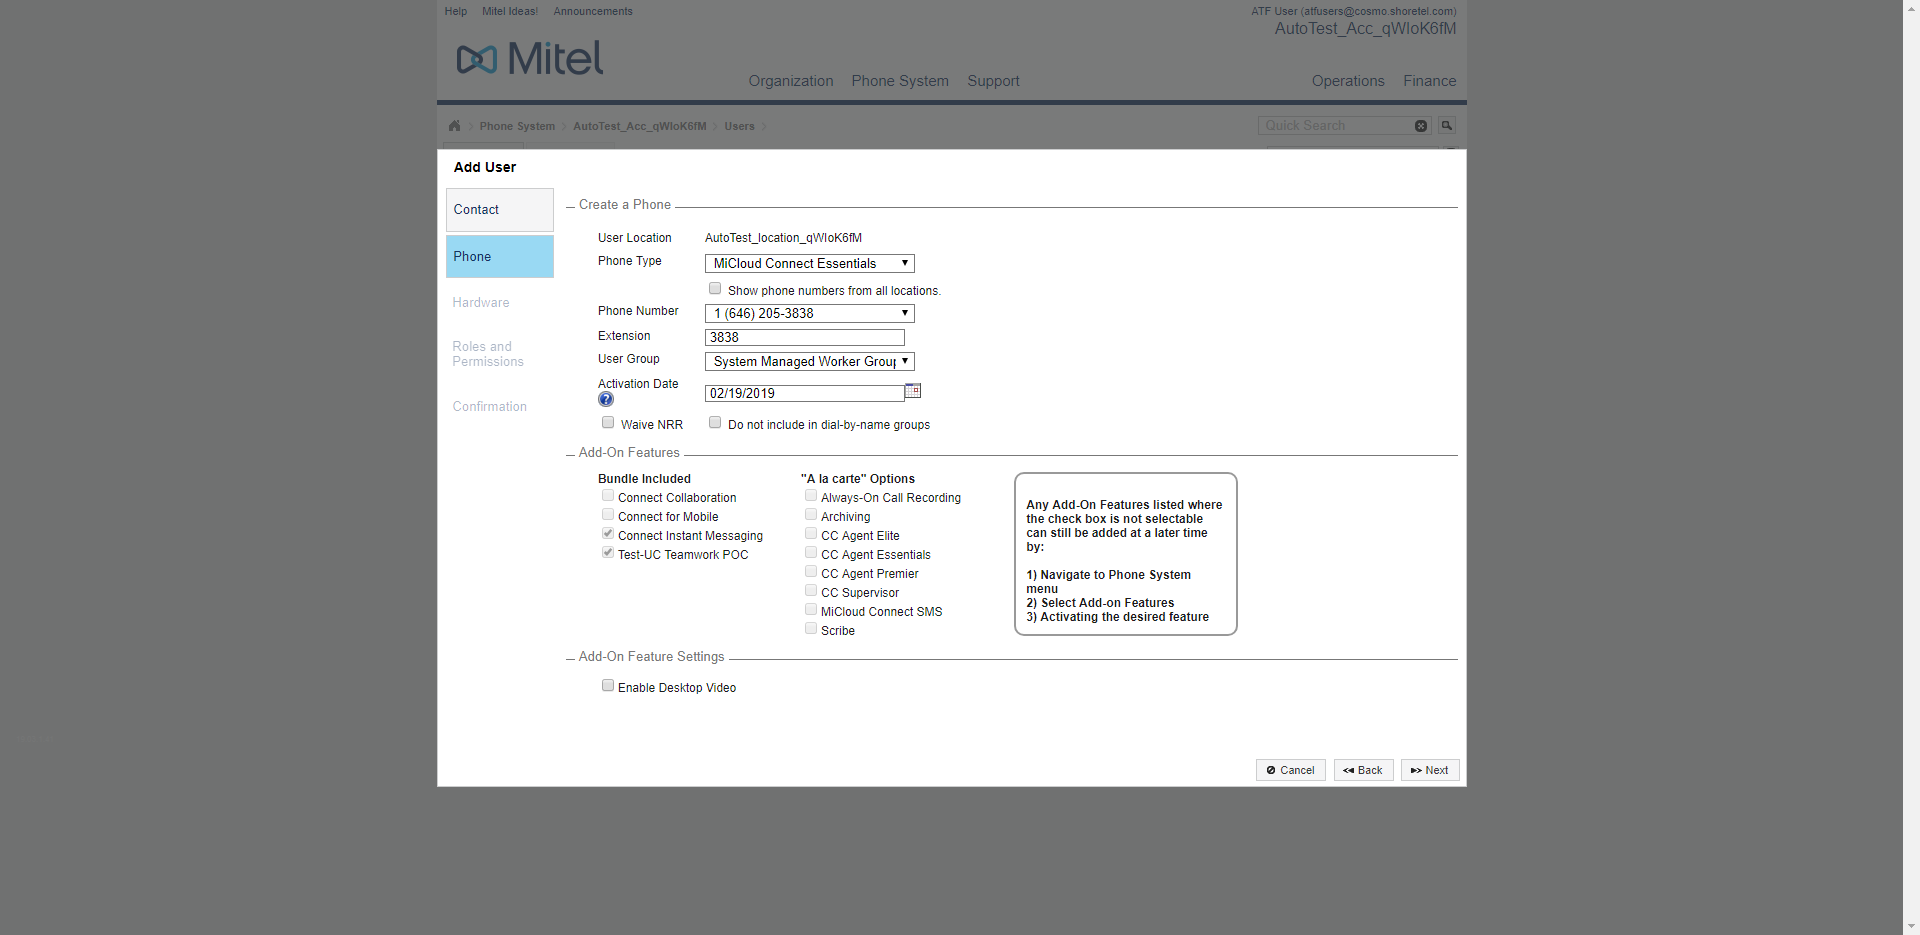 Help Mitel Ideas! Announcements
ATF User (atfusers@cosmo.shoretel.com)
AutoTest_Acc_qWIoK6fM
Mitel
Organization Phone System Support Operations Finance
Phone System AutoTest_Acc_qWIoK6fM Users
Quick Search
Add User
Contact
Phone
Hardware
Roles and
Permissions
Confirmation
Create a Phone
User Location AutoTest_location_qWIoK6fM
Phone Type MiCloud Connect Essentials
Show phone numbers from all locations.
Phone Number 1 (646) 205-3838
Extension 3838
User Group System Managed Worker Group
Activation Date
? 02/19/2019
Waive NRR Do not include in dial-by-name groups
Add-On Features
Bundle Included
Connect Collaboration
Connect for Mobile
Connect Instant Messaging
Test-UC Teamwork POC
"A la carte" Options
Always-On Call Recording
Archiving
CC Agent Elite
CC Agent Essentials
CC Agent Premier
CC Supervisor
MiCloud Connect SMS
Scribe
Any Add-On Features listed where
the check box is not selectable
can still be added at a later time
by:
1) Navigate to Phone System
menu
2) Select Add-on Features
3) Activating the desired feature
Add-On Feature Settings
Enable Desktop Video
Cancel Back Next